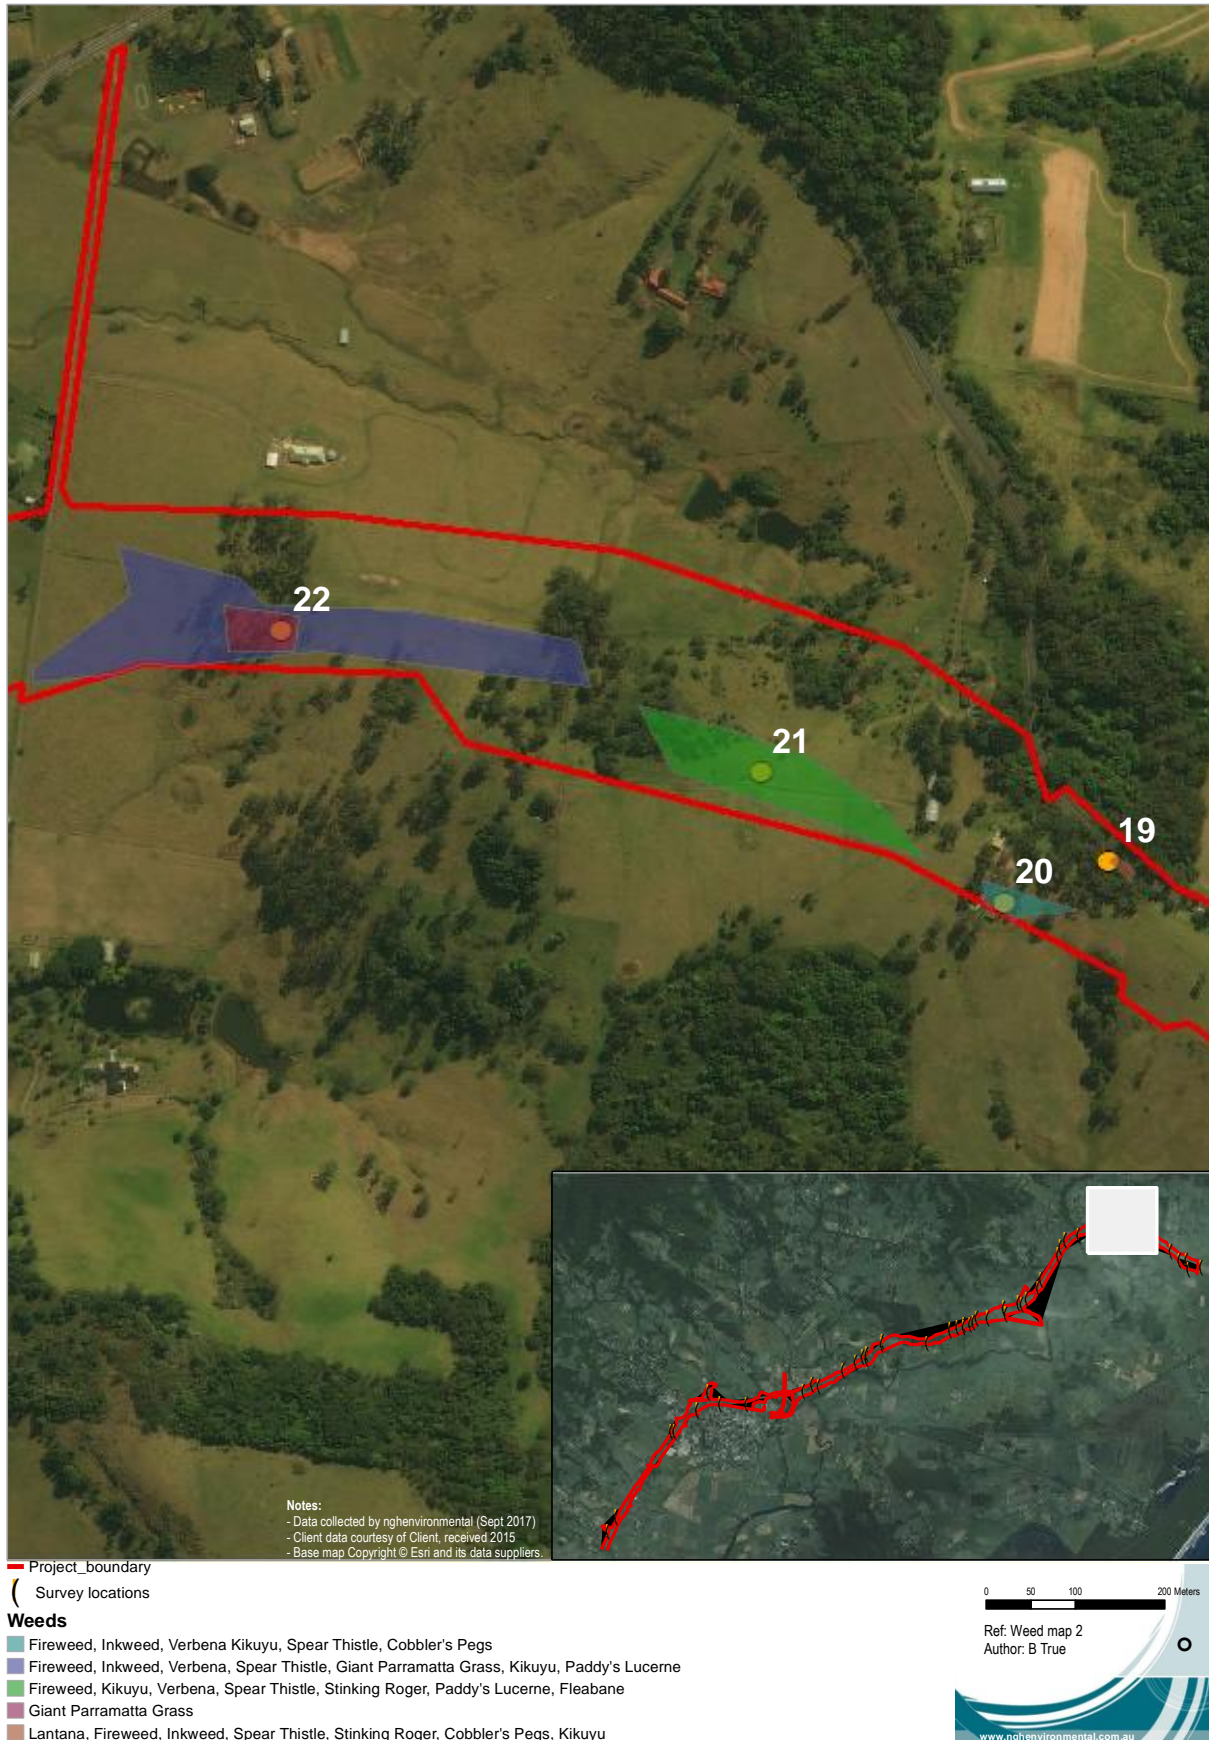 22
21
19
20
Notes:
- Data collected by nghenvironmental (Sept 2017)
- Client data courtesy of Client, received 2015
- Base map Copyright © Esri and its data suppliers.
Project_boundary
Survey locations
Weeds
Fireweed, Inkweed, Verbena Kikuyu, Spear Thistle, Cobbler's Pegs
Fireweed, Inkweed, Verbena, Spear Thistle, Giant Parramatta Grass, Kikuyu, Paddy's Lucerne
Fireweed, Kikuyu, Verbena, Spear Thistle, Stinking Roger, Paddy's Lucerne, Fleabane
Giant Parramatta Grass
Lantana, Fireweed, Inkweed, Spear Thistle, Stinking Roger, Cobbler's Pegs, Kikuyu
0 50 100 200 Meters
Ref: Weed map 2
Author: B True
www.nghenvironmental.com.au